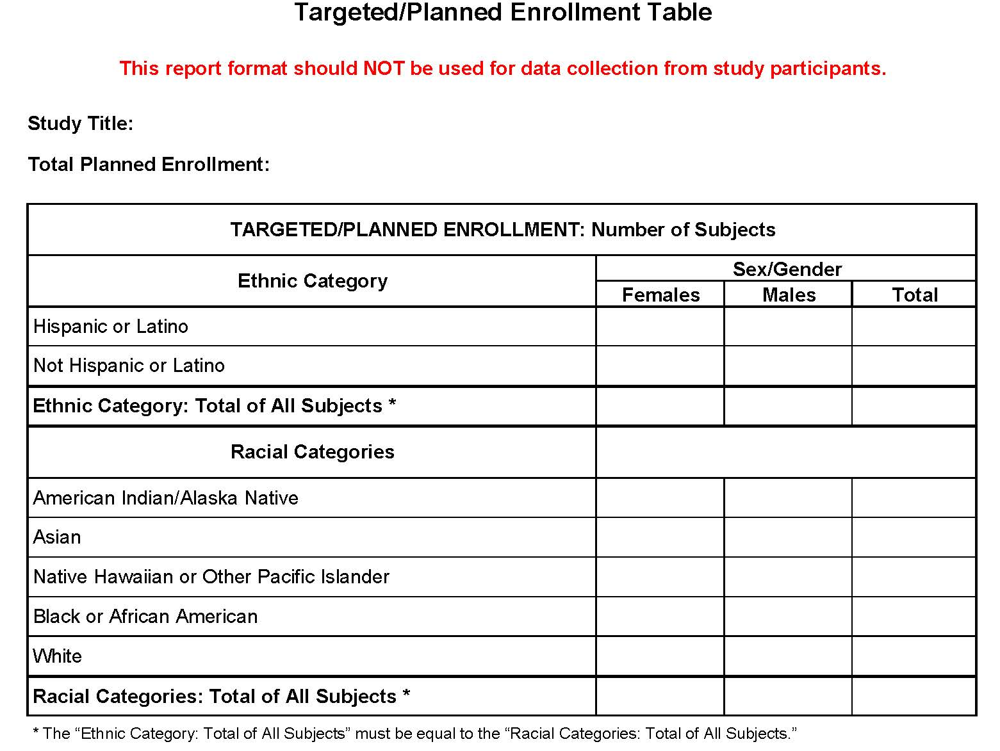 Targeted/Planned Enrollment Table
This report format should NOT be used for data collection from study participants.
Study Title:
Total Planned Enrollment:
TARGETED/PLANNED ENROLLMENT: Number of Subjects
Ethnic Category
Sex/Gender
Females Males Total
Hispanic or Latino
Not Hispanic or Latino
Ethnic Category: Total of All Subjects *
Racial Categories
American Indian/Alaska Native
Asian
Native Hawaiian or Other Pacific Islander
Black or African American
White
Racial Categories: Total of All Subjects *
* The “Ethnic Category: Total of All Subjects” must be equal to the “Racial Categories: Total of All Subjects.”